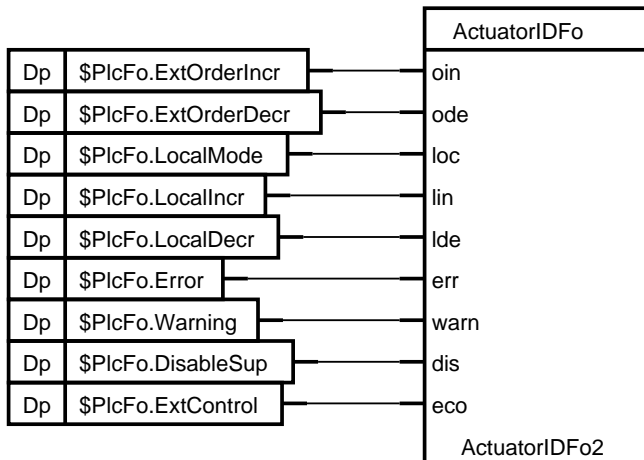 ActuatorIDFo
Dp $PlcFo.ExtOrderIncr oin
Dp $PlcFo.ExtOrderDecr ode
Dp $PlcFo.LocalMode loc
Dp $PlcFo.LocalIncr lin
Dp $PlcFo.LocalDecr lde
Dp $PlcFo.Error err
Dp $PlcFo.Warning warn
Dp $PlcFo.DisableSup dis
Dp $PlcFo.ExtControl eco
ActuatorIDFo2